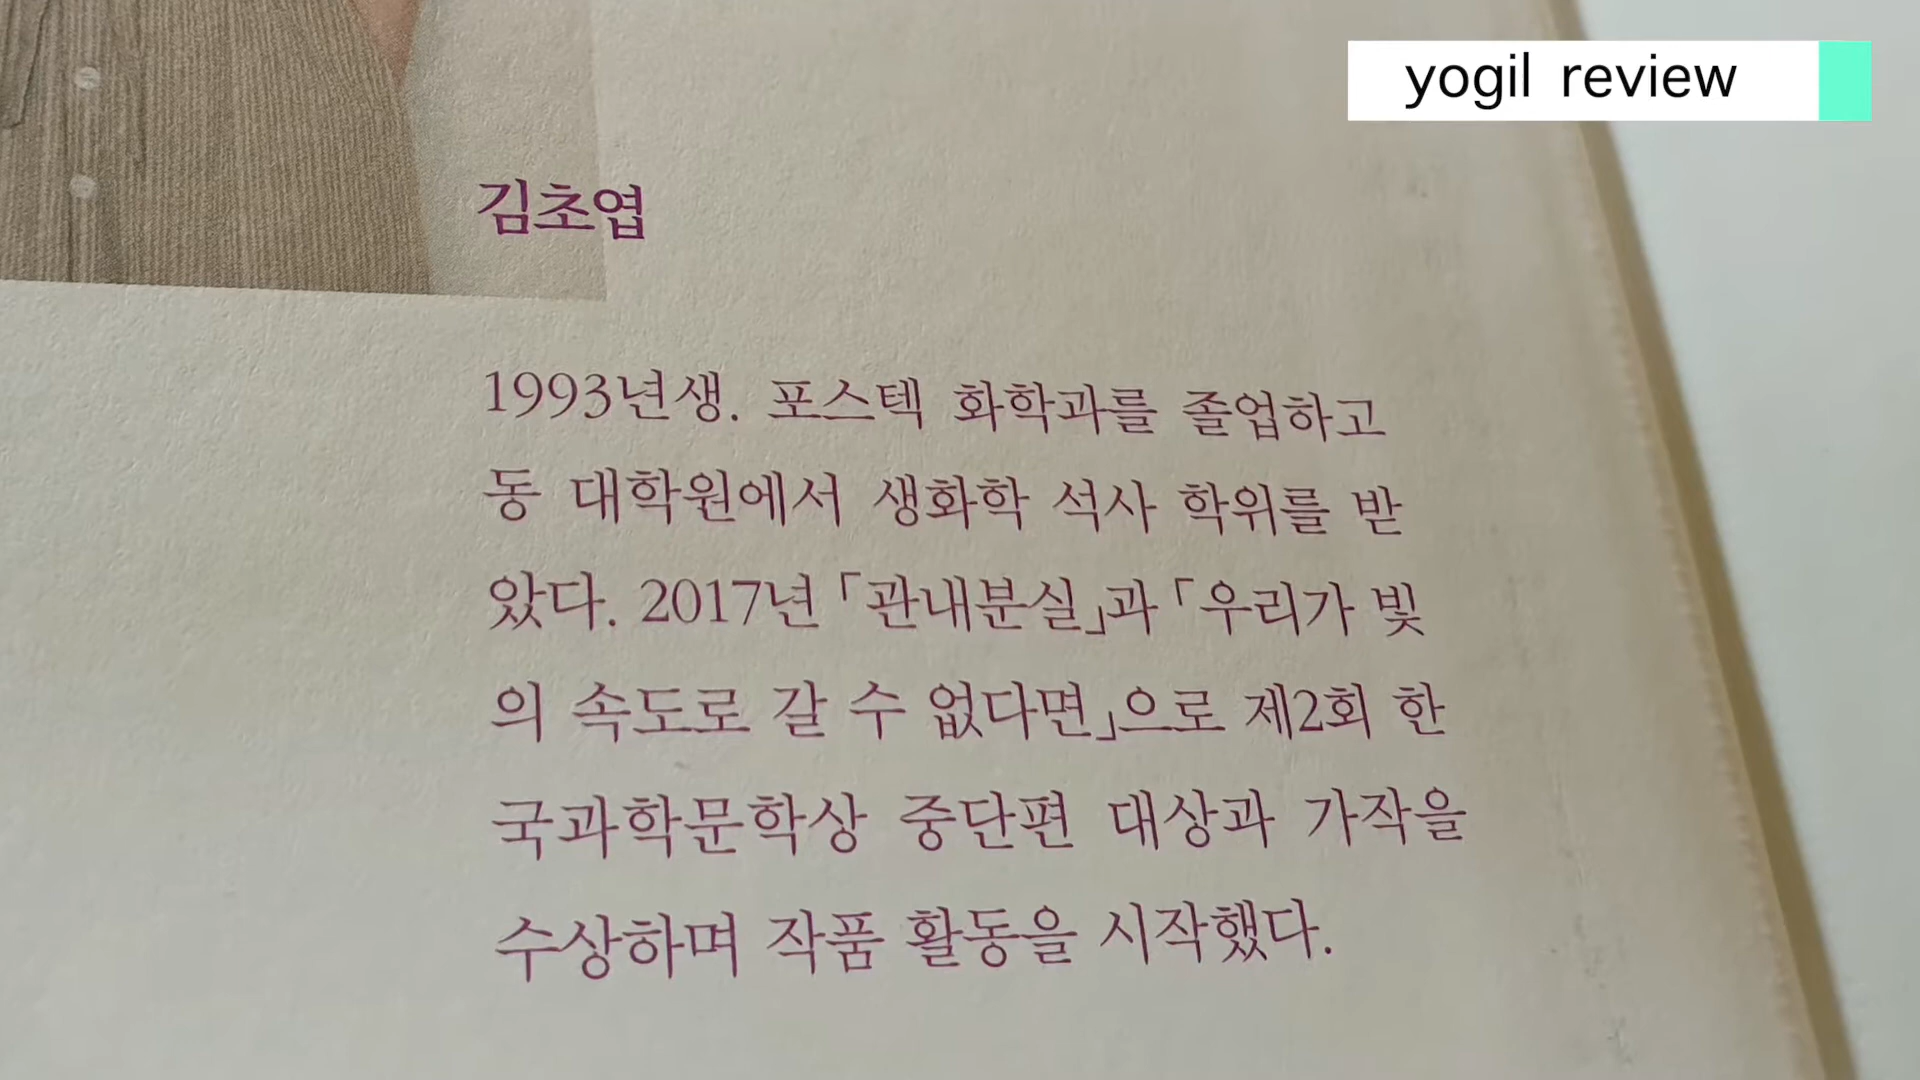 yogil review
김초엽
1993년생. 포스텍 화학과를 졸업하고
동 대학원에서 생화학 석사 학위를 받
았다. 2017년 「관내분실」과 「우리가 빛
의 속도로 갈 수 없다면」으로 제2회 한
국과학문학상 중단편 대상과 가작을
수상하며 작품 활동을 시작했다.